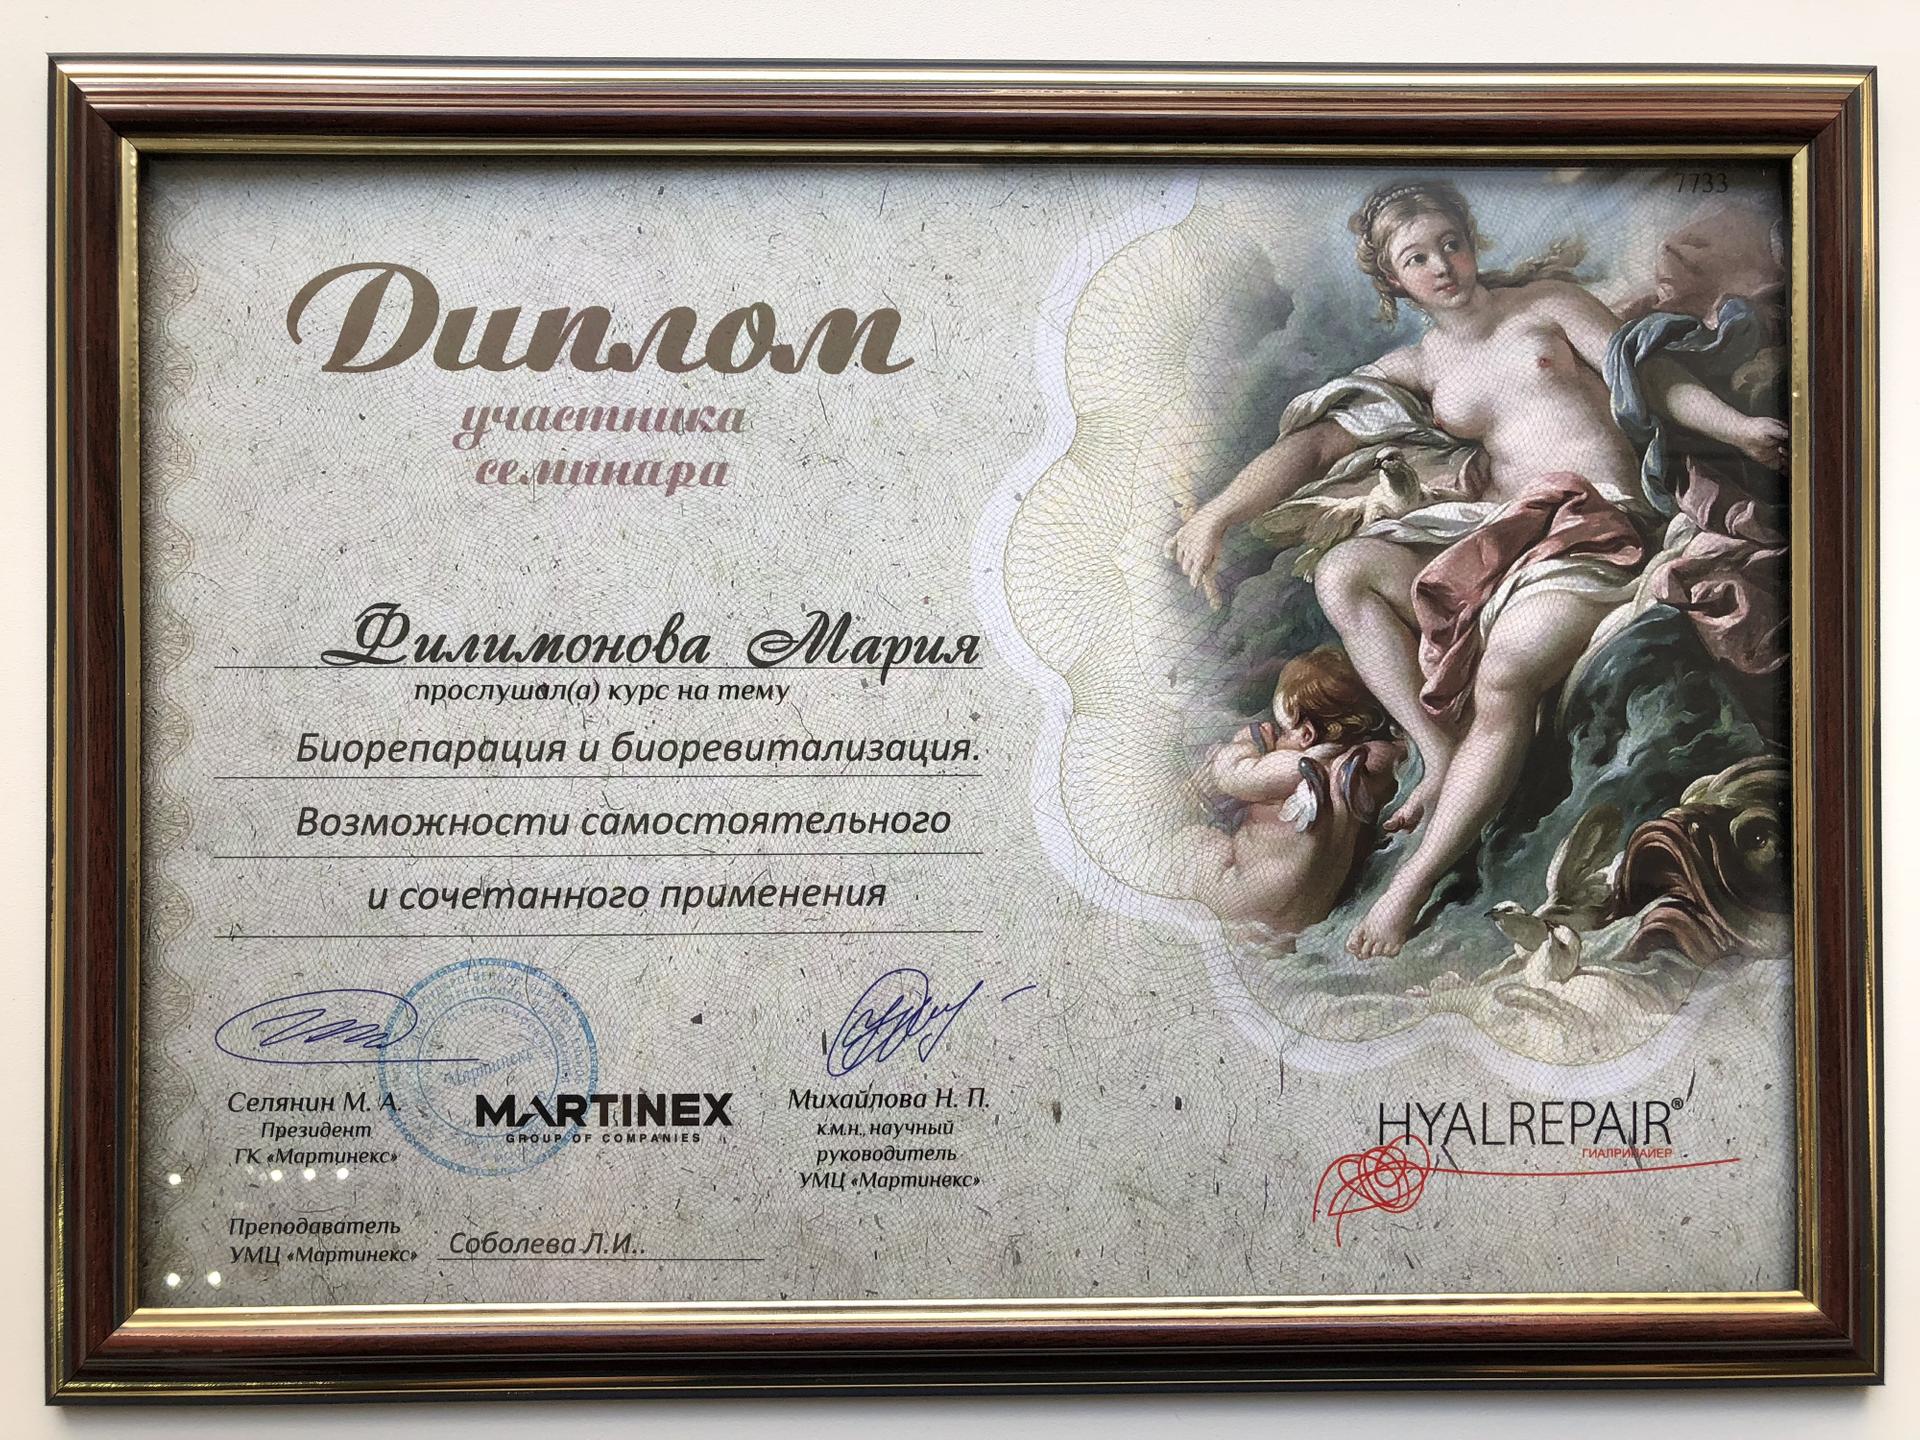 7733
Диплом
участника
семинара
Филимонова Мария
прослушал(а) курс на тему
Биорепарация и биоревитализация.
Возможности самостоятельного
и сочетанного применения
Мартинекс
Селянин М. А.
Президент
ГК «Мартинекс»
MARTINEX
GROUP OF COMPANIES
Михайлова Н. П.
к.м.н., научный
руководитель
УМЦ «Мартинекс»
HYALREPAIR®
ГИАЛРИПАЙЕР
Преподаватель
УМЦ «Мартинекс» Соболева Л.И..